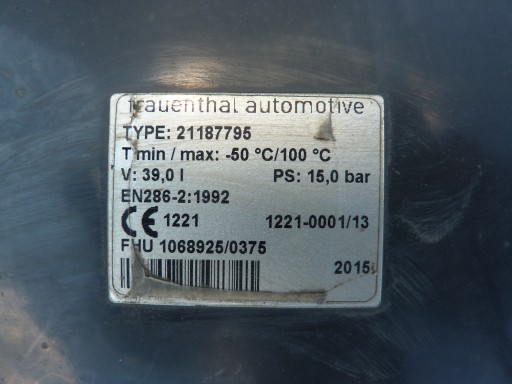 frauenthal automotive
TYPE: 21187795
T min / max: -50 °C/100 °C
V: 39,0 l PS: 15,0 bar
EN286-2:1992
CE 1221 1221-0001/13
FHU 1068925/0375
2015